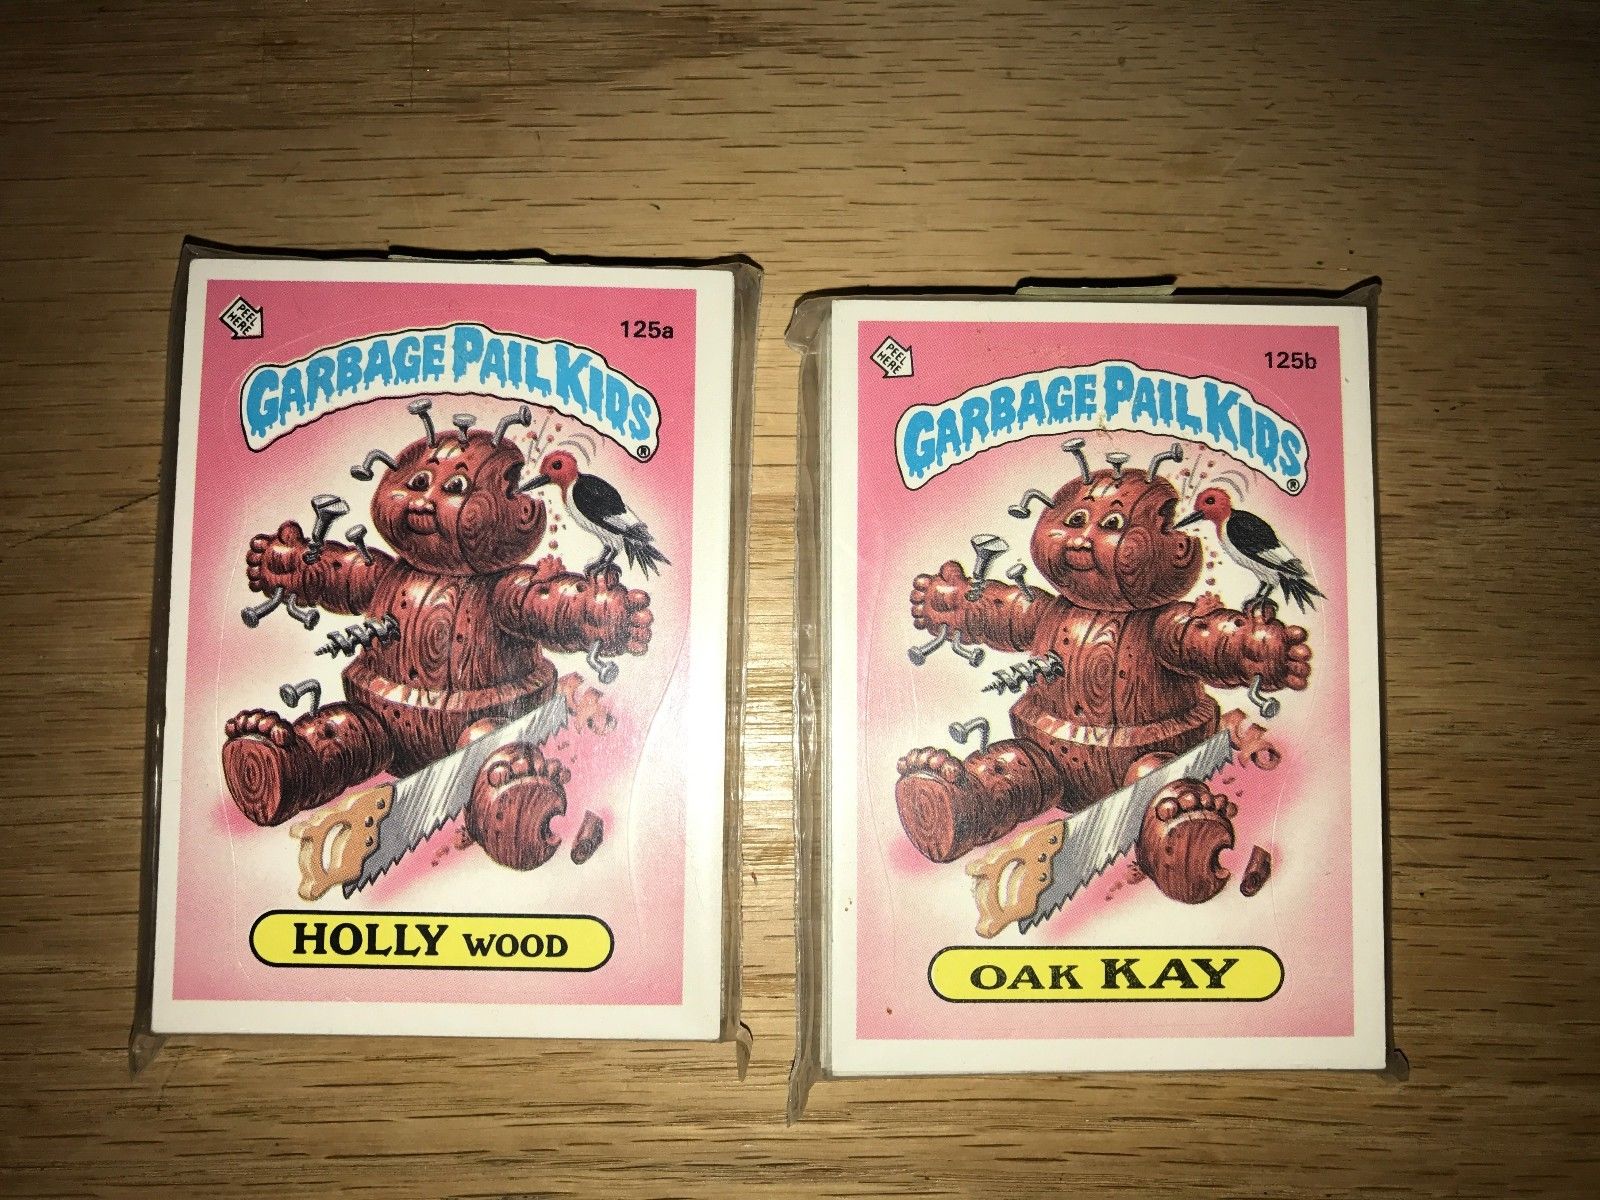 PEEL
HERE
125a
GARBAGE PAIL KIDS
®
HOLLY WOOD
PEEL
HERE
125b
GARBAGE PAIL KIDS
®
OAK KAY